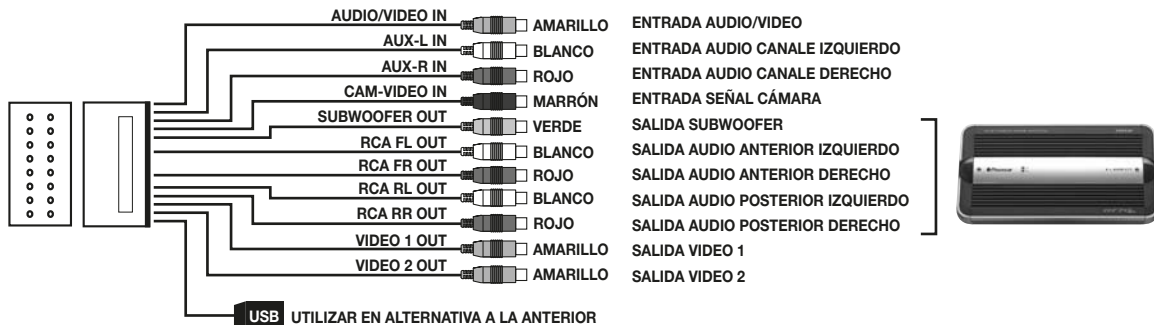 AUDIO/VIDEO IN AMARILLO ENTRADA AUDIO/VIDEO
AUX-L IN BLANCO ENTRADA AUDIO CANALE IZQUIERDO
AUX-R IN ROJO ENTRADA AUDIO CANALE DERECHO
CAM-VIDEO IN MARRÓN ENTRADA SEÑAL CÁMARA
SUBWOOFER OUT VERDE SALIDA SUBWOOFER
RCA FL OUT BLANCO SALIDA AUDIO ANTERIOR IZQUIERDO
RCA FR OUT ROJO SALIDA AUDIO ANTERIOR DERECHO
RCA RL OUT BLANCO SALIDA AUDIO POSTERIOR IZQUIERDO
RCA RR OUT ROJO SALIDA AUDIO POSTERIOR DERECHO
VIDEO 1 OUT AMARILLO SALIDA VIDEO 1
VIDEO 2 OUT AMARILLO SALIDA VIDEO 2
USB UTILIZAR EN ALTERNATIVA A LA ANTERIOR
Phonocar